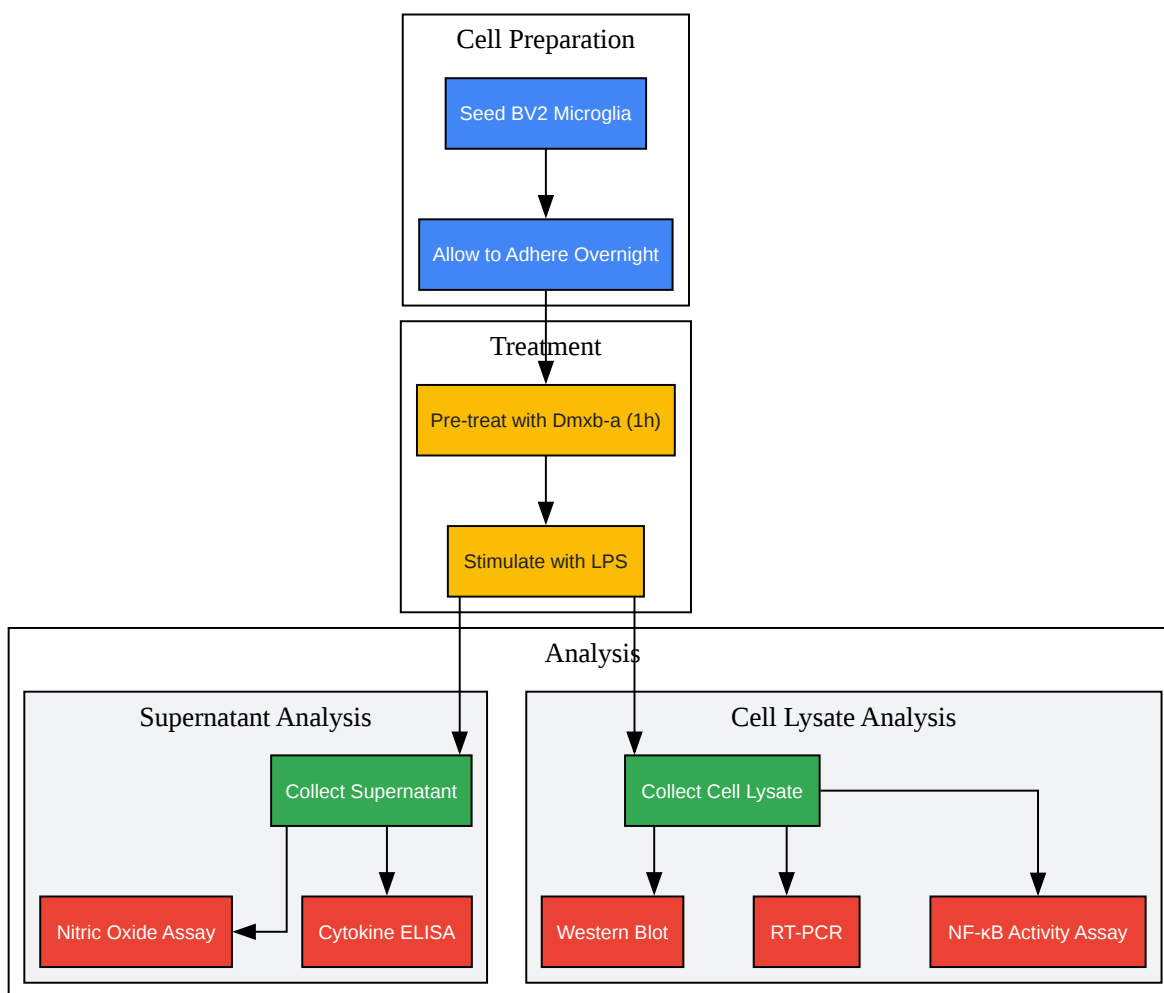 Cell Preparation
Seed BV2 Microglia
Allow to Adhere Overnight
Treatment
Pre-treat with Dmxb-a (1h)
Stimulate with LPS
Analysis
Supernatant Analysis
Cell Lysate Analysis
Collect Supernatant
Collect Cell Lysate
Nitric Oxide Assay
Cytokine ELISA
Western Blot
RT-PCR
NF-κB Activity Assay